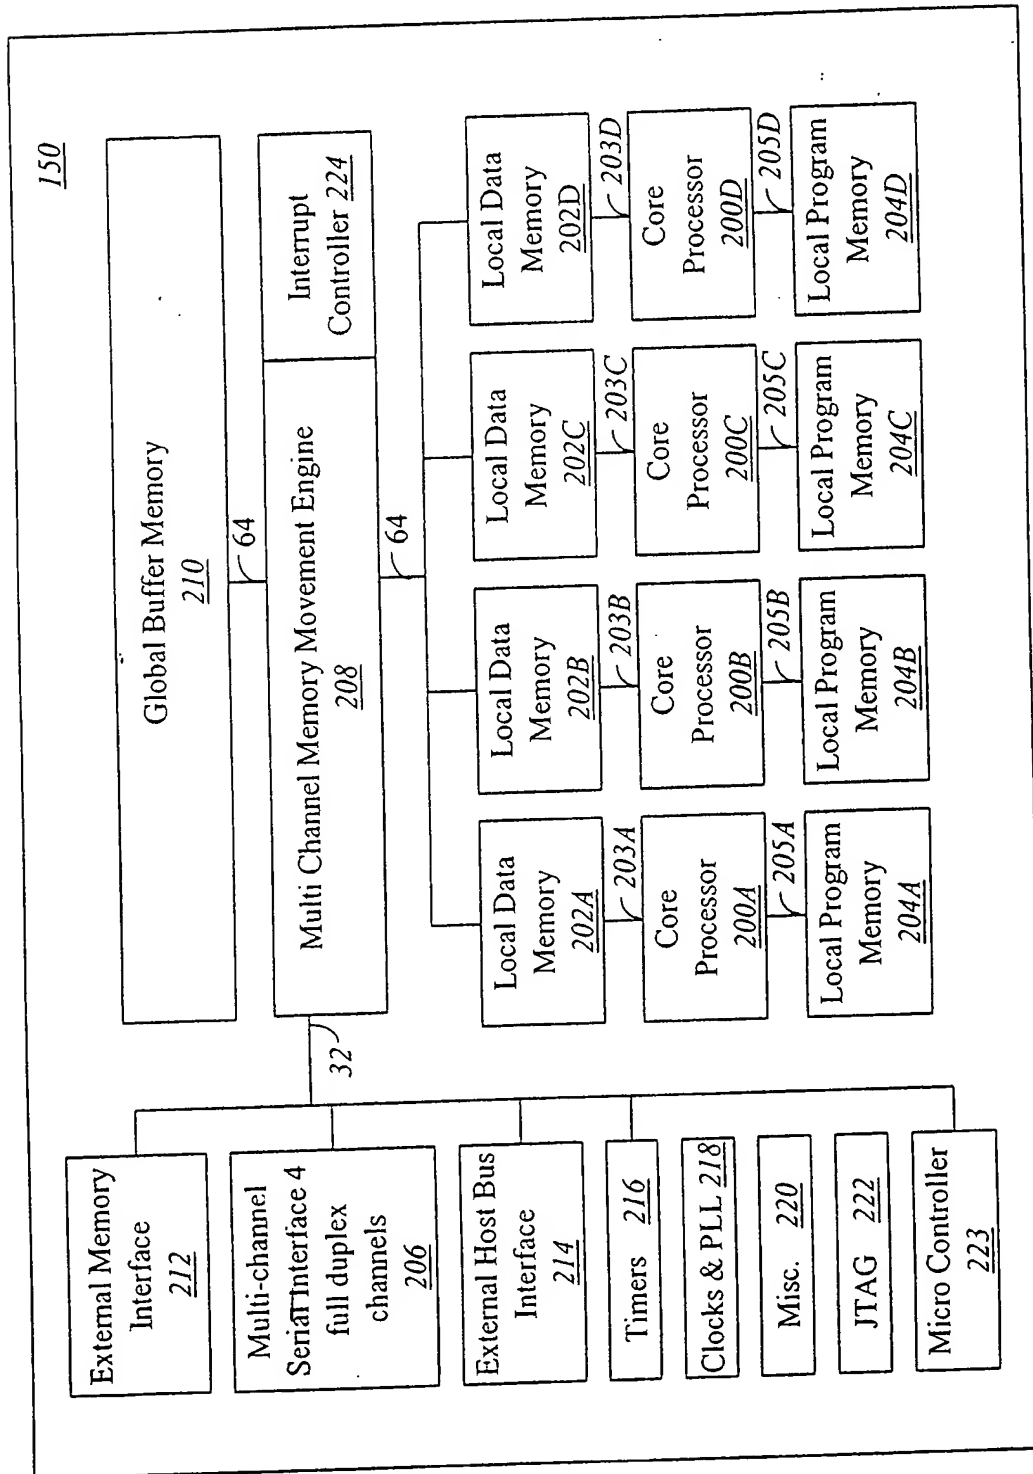 150
Global Buffer Memory
210
64
Multi Channel Memory Movement Engine
208
Interrupt
Controller 224
32
64
External Memory
Interface
212
Multi-channel
Serial Interface 4
full duplex
channels
206
External Host Bus
Interface
214
Timers 216
Clocks & PLL 218
Misc. 220
JTAG 222
Micro Controller
223
Local Data
Memory
202A
203A
Core
Processor
200A
205A
Local Program
Memory
204A
Local Data
Memory
202B
203B
Core
Processor
200B
205B
Local Program
Memory
204B
Local Data
Memory
202C
203C
Core
Processor
200C
205C
Local Program
Memory
204C
Local Data
Memory
202D
203D
Core
Processor
200D
205D
Local Program
Memory
204D